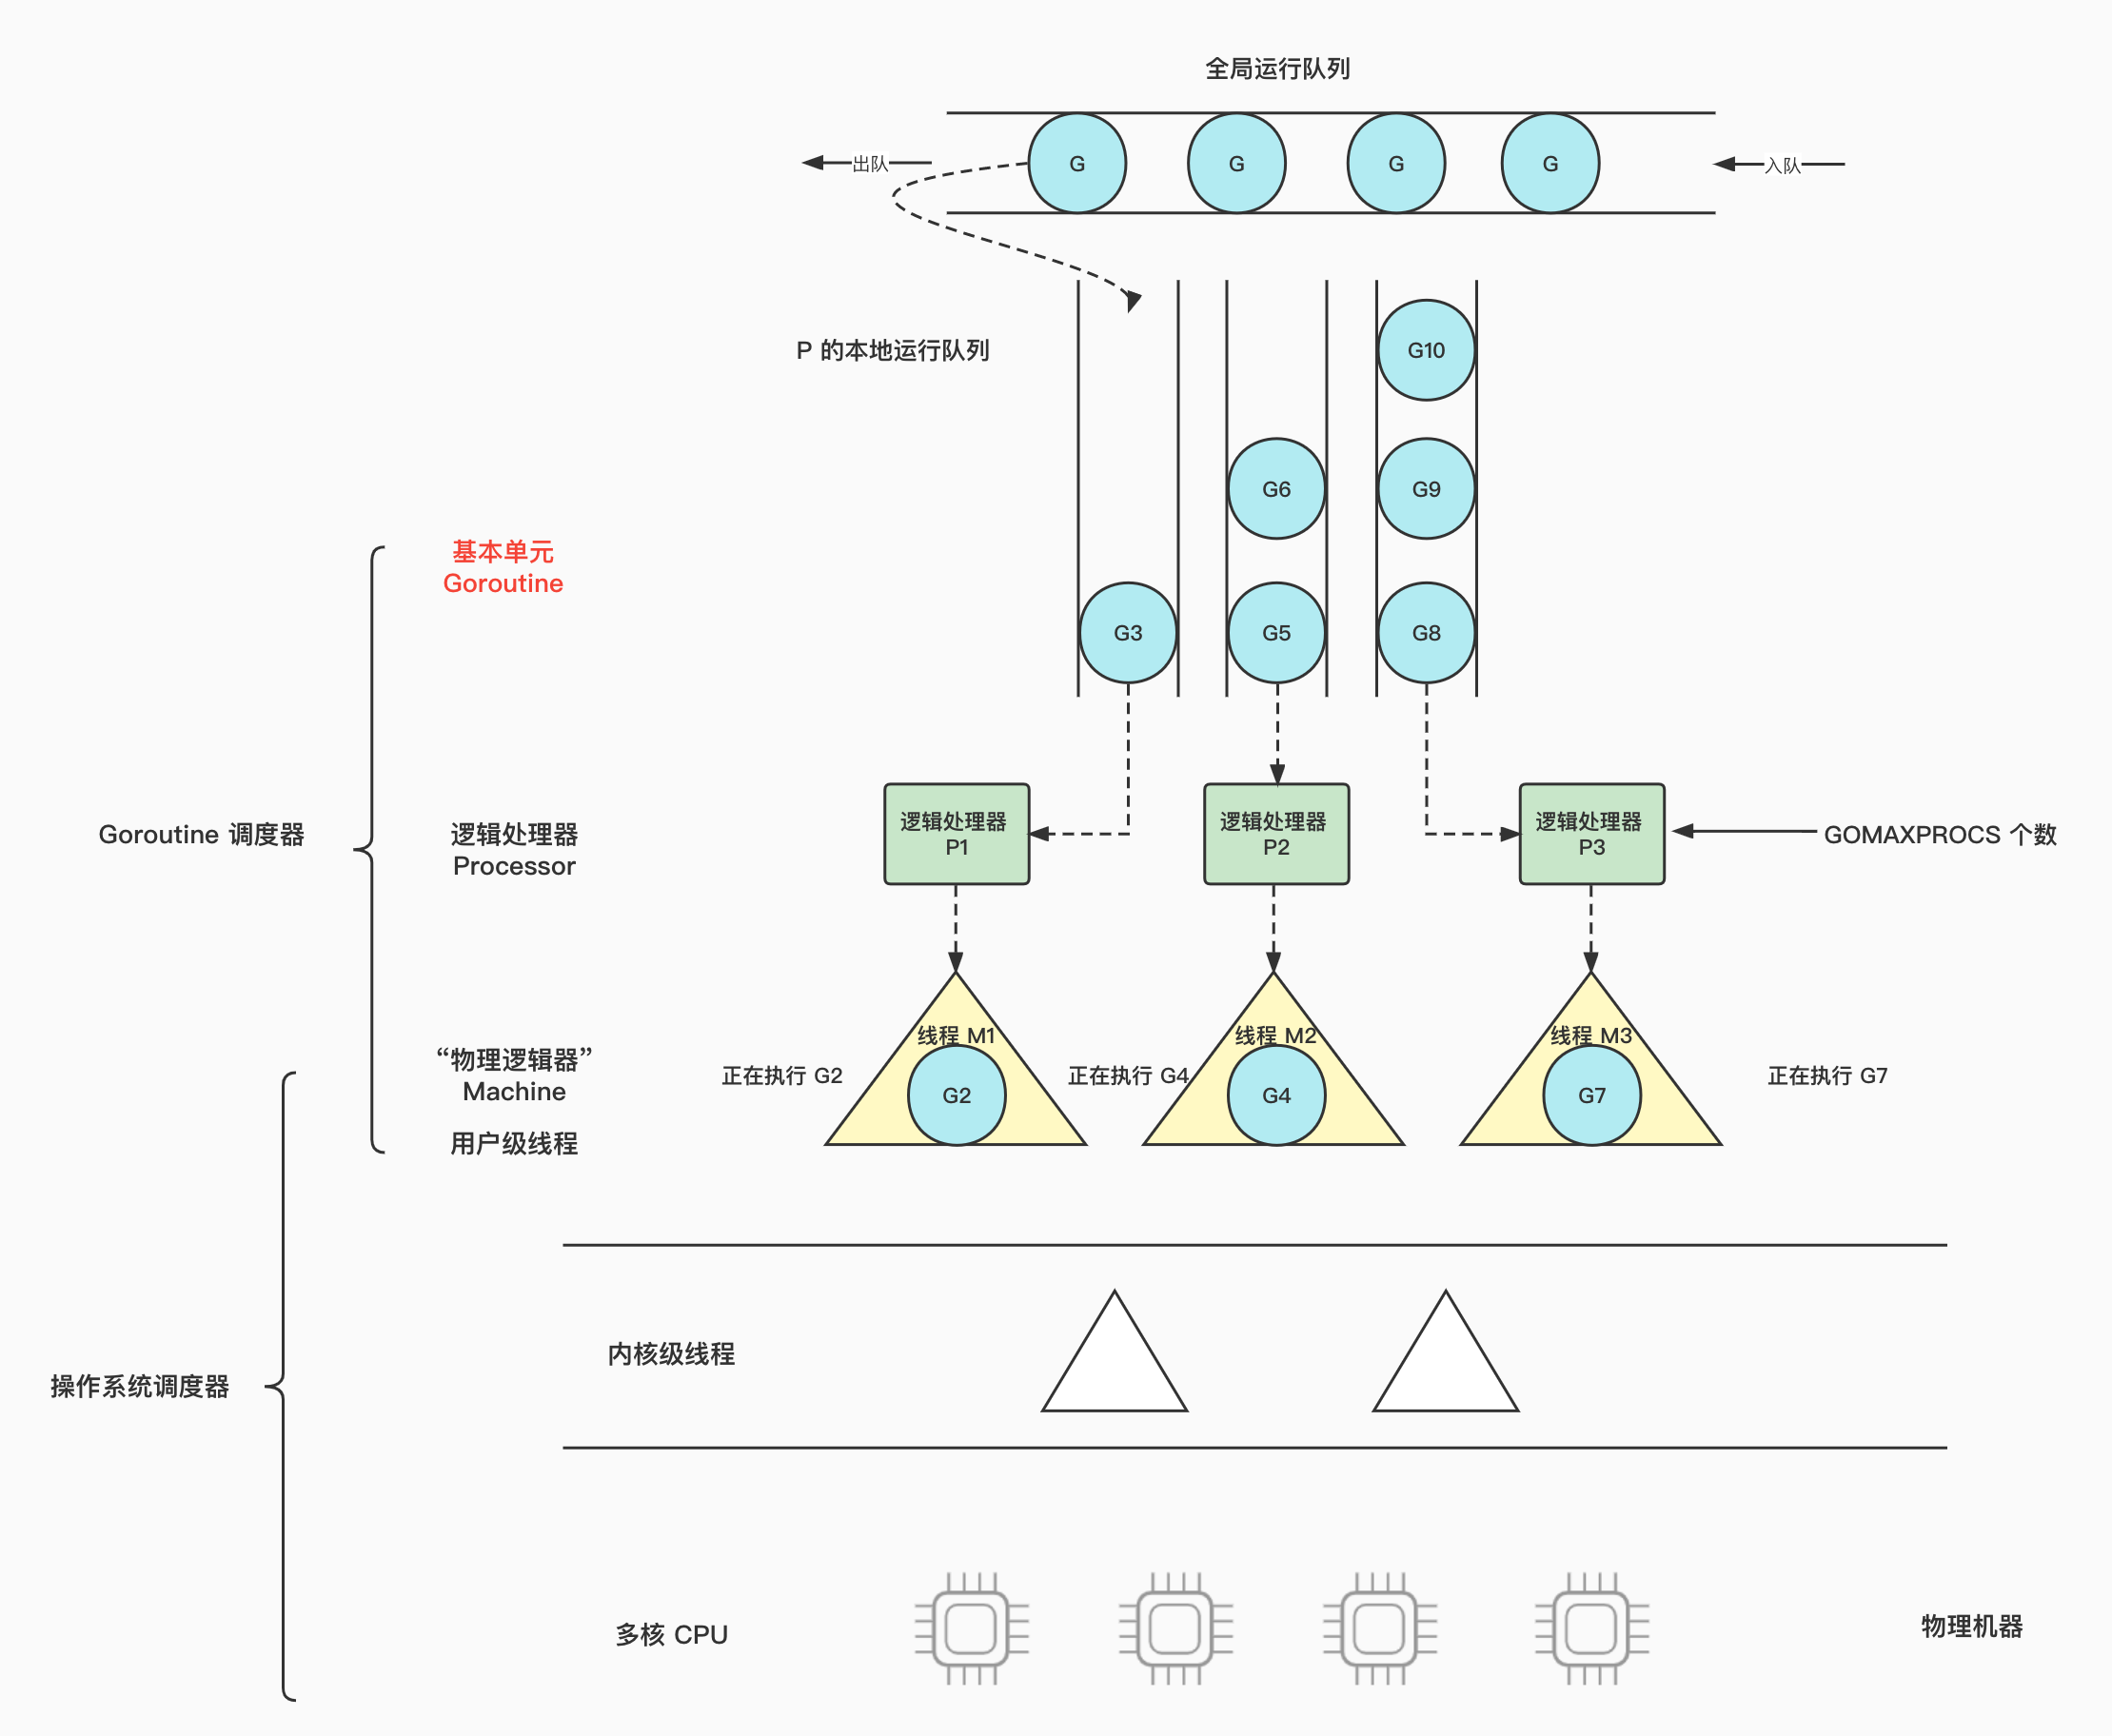 全局运行队列
出队
G
G
G
G
入队
P 的本地运行队列
G10
G6
G9
基本单元
Goroutine
G3
G5
G8
Goroutine 调度器
逻辑处理器
Processor
逻辑处理器
P1
逻辑处理器
P2
逻辑处理器
P3
GOMAXPROCS 个数
“物理逻辑器”
Machine
用户级线程
正在执行 G2
线程 M1
G2
正在执行 G4
线程 M2
G4
线程 M3
G7
正在执行 G7
内核级线程
操作系统调度器
多核 CPU
物理机器